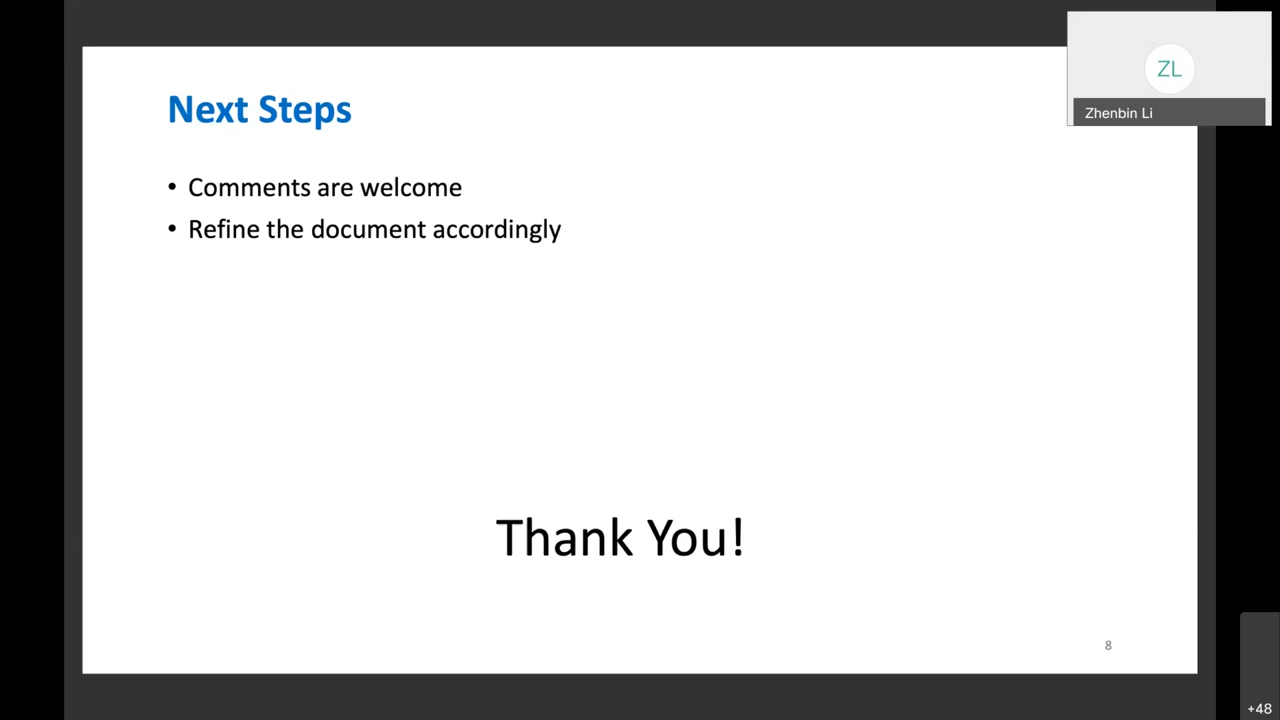 ZL
Zhenbin Li
Next Steps
• Comments are welcome
• Refine the document accordingly
Thank You!
8
+48